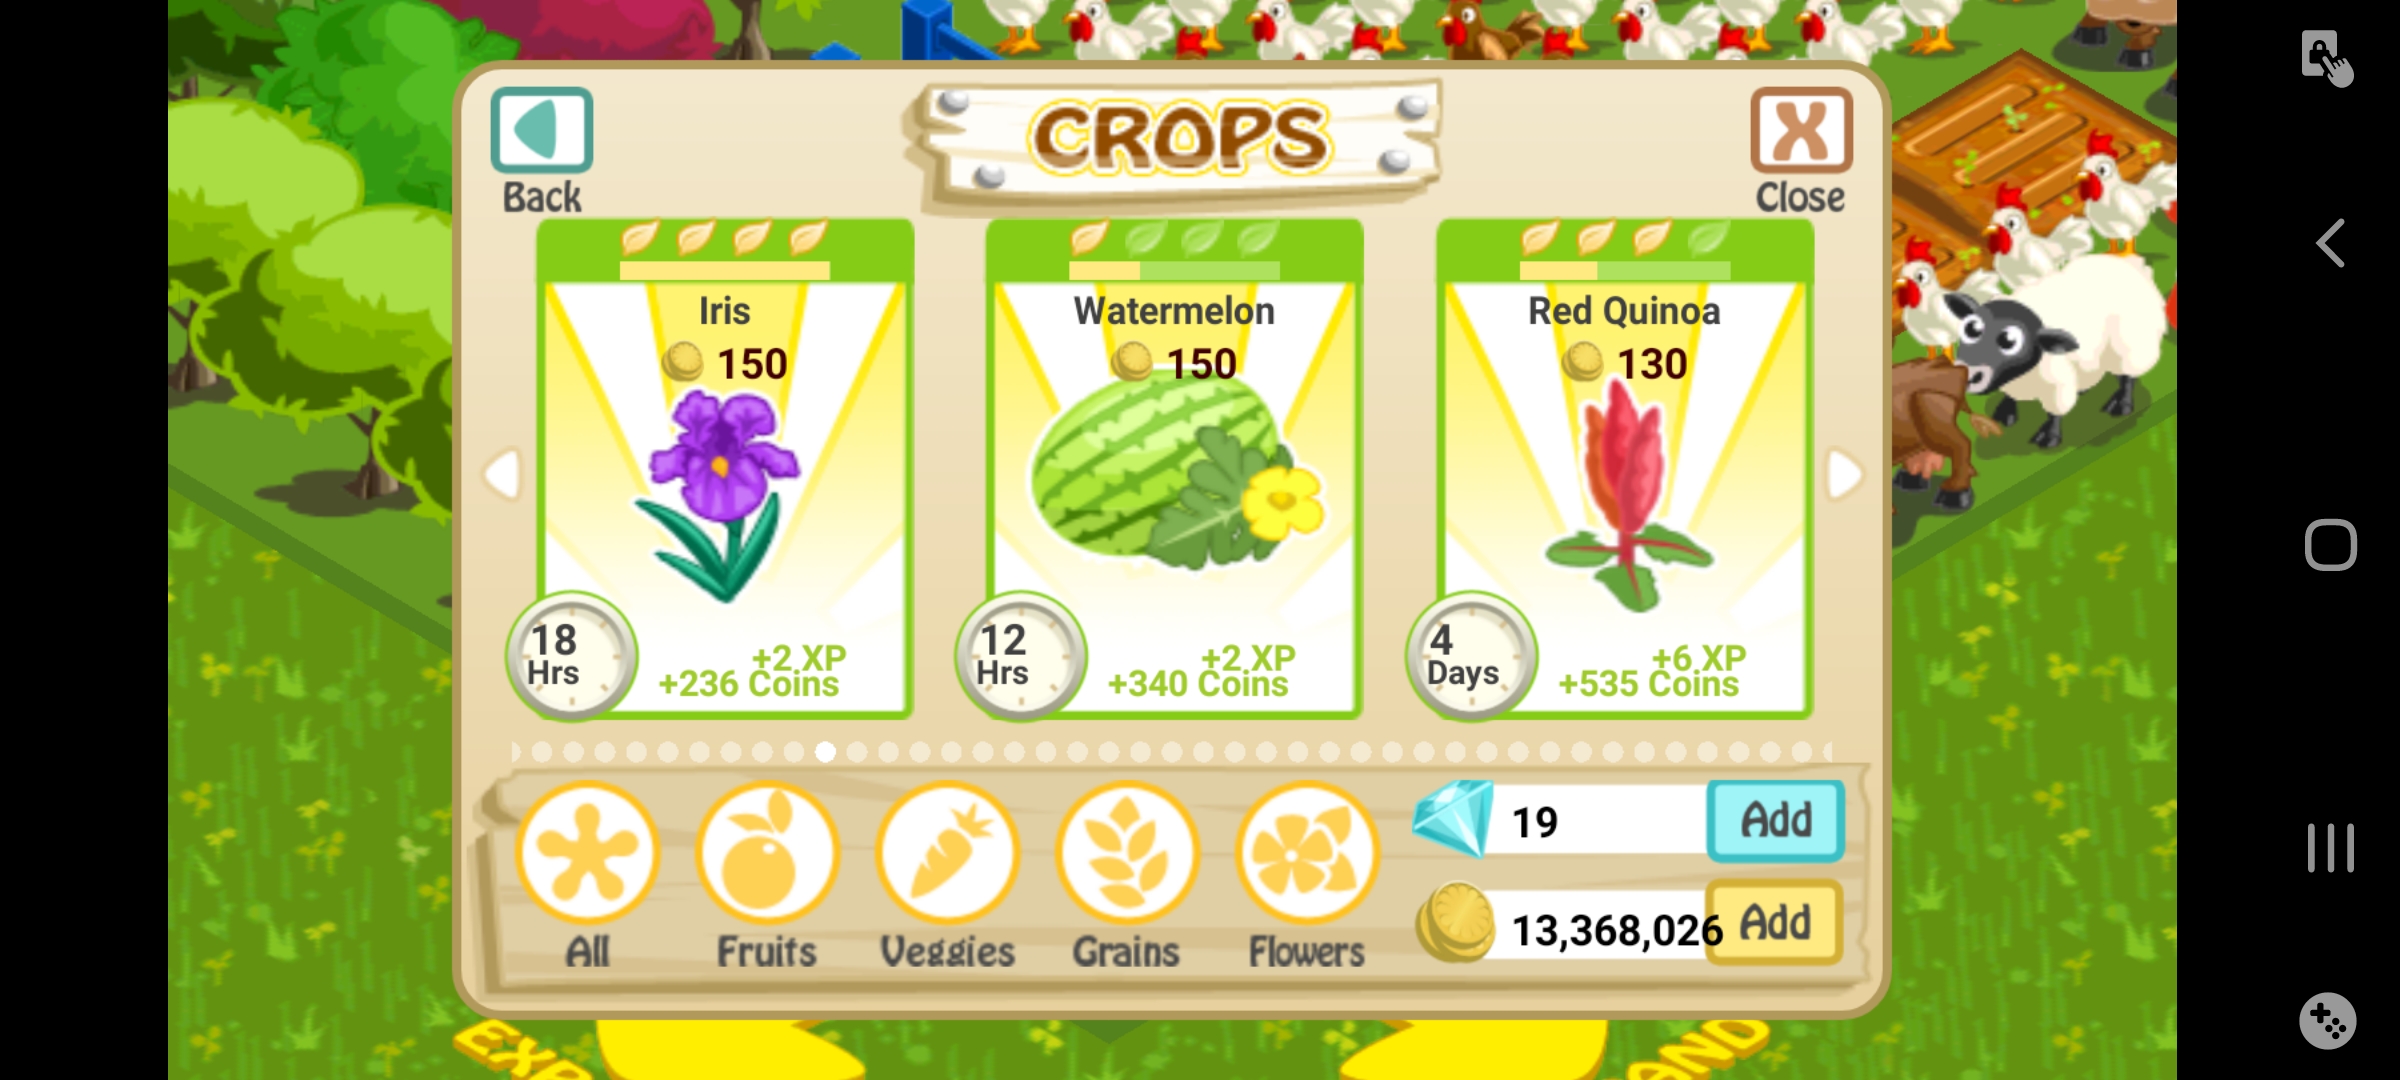 CROPS
Back
Close
Iris
150
18
Hrs
+2 XP
+236 Coins
Watermelon
150
12
Hrs
+2 XP
+340 Coins
Red Quinoa
130
4
Days
+6 XP
+535 Coins
All
Fruits
Veggies
Grains
Flowers
19
Add
13,368,026
Add
EXP
AND